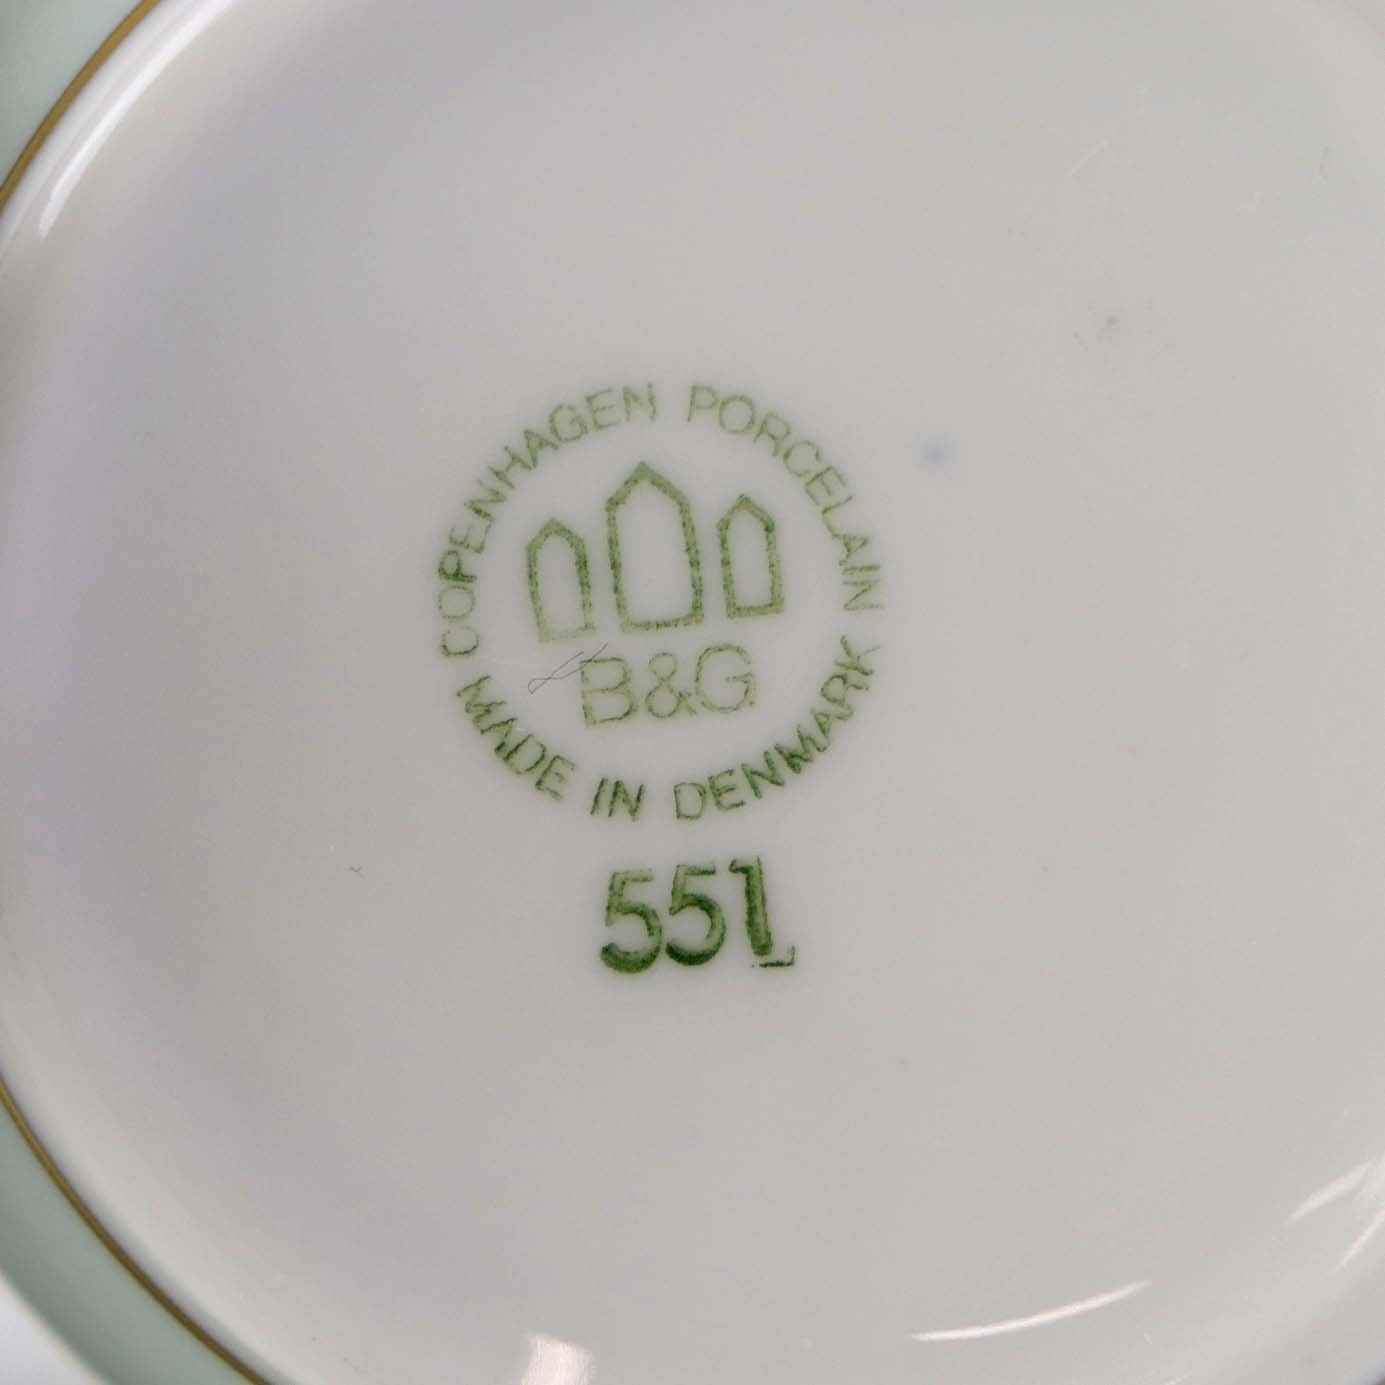 COPENHAGEN PORCELAIN
B&G
MADE IN DENMARK
551